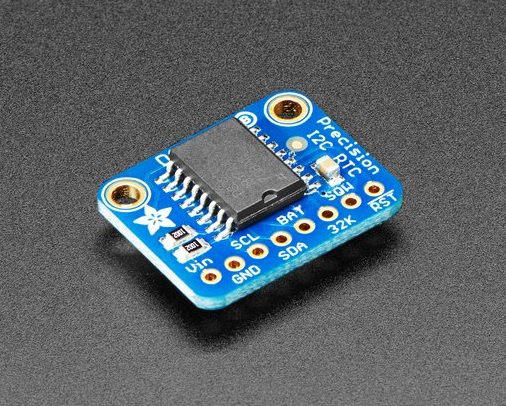 Precision
I2C RTC
Vin
GND
SCL
SDA
BAT
32K
SQW
RST